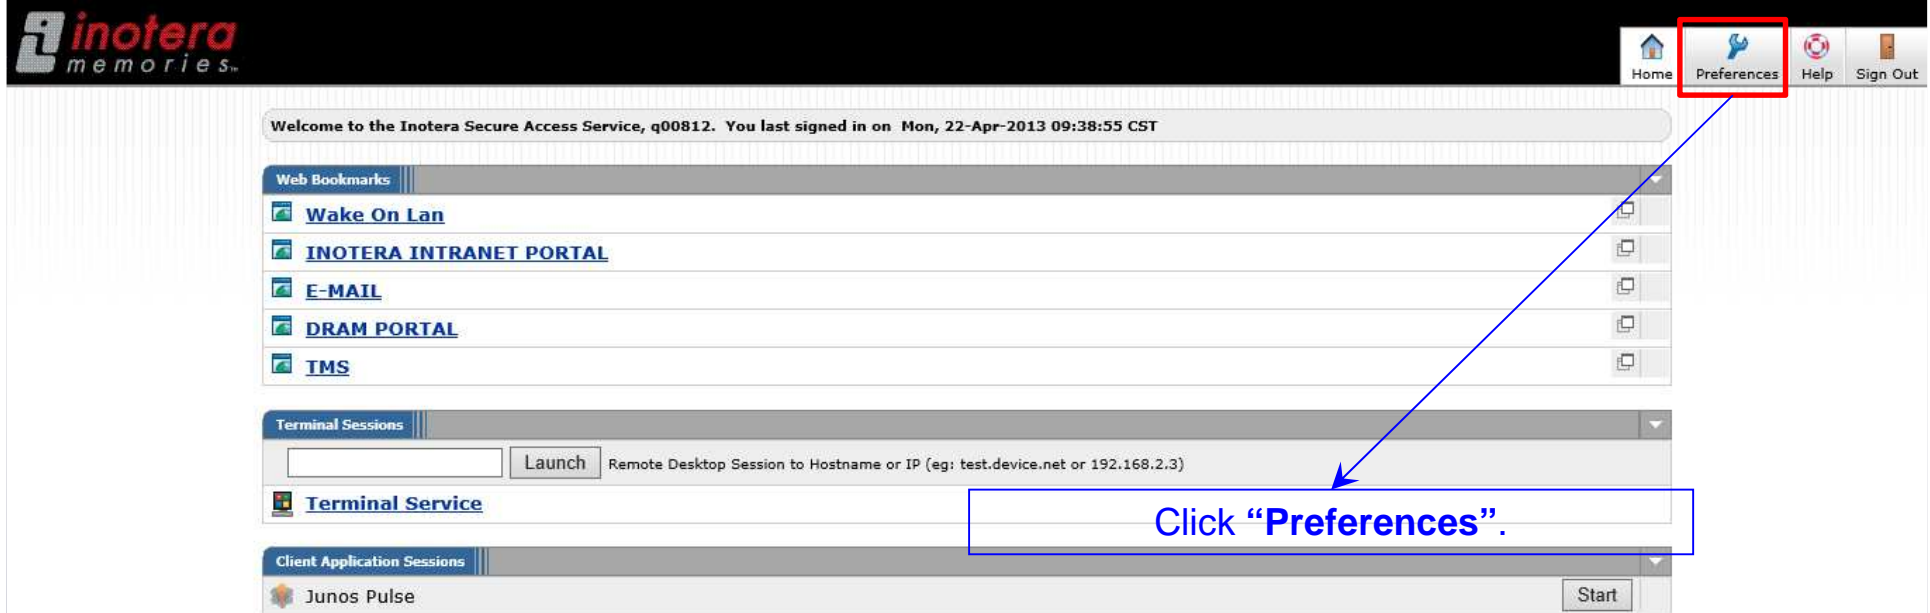 inotera
memories™
Home Preferences Help Sign Out
Welcome to the Inotera Secure Access Service, q00812. You last signed in on Mon, 22-Apr-2013 09:38:55 CST
Web Bookmarks
Wake On Lan
INOTERA INTRANET PORTAL
E-MAIL
DRAM PORTAL
TMS
Terminal Sessions
Launch Remote Desktop Session to Hostname or IP (eg: test.device.net or 192.168.2.3)
Terminal Service
Click “Preferences”.
Client Application Sessions
Junos Pulse Start